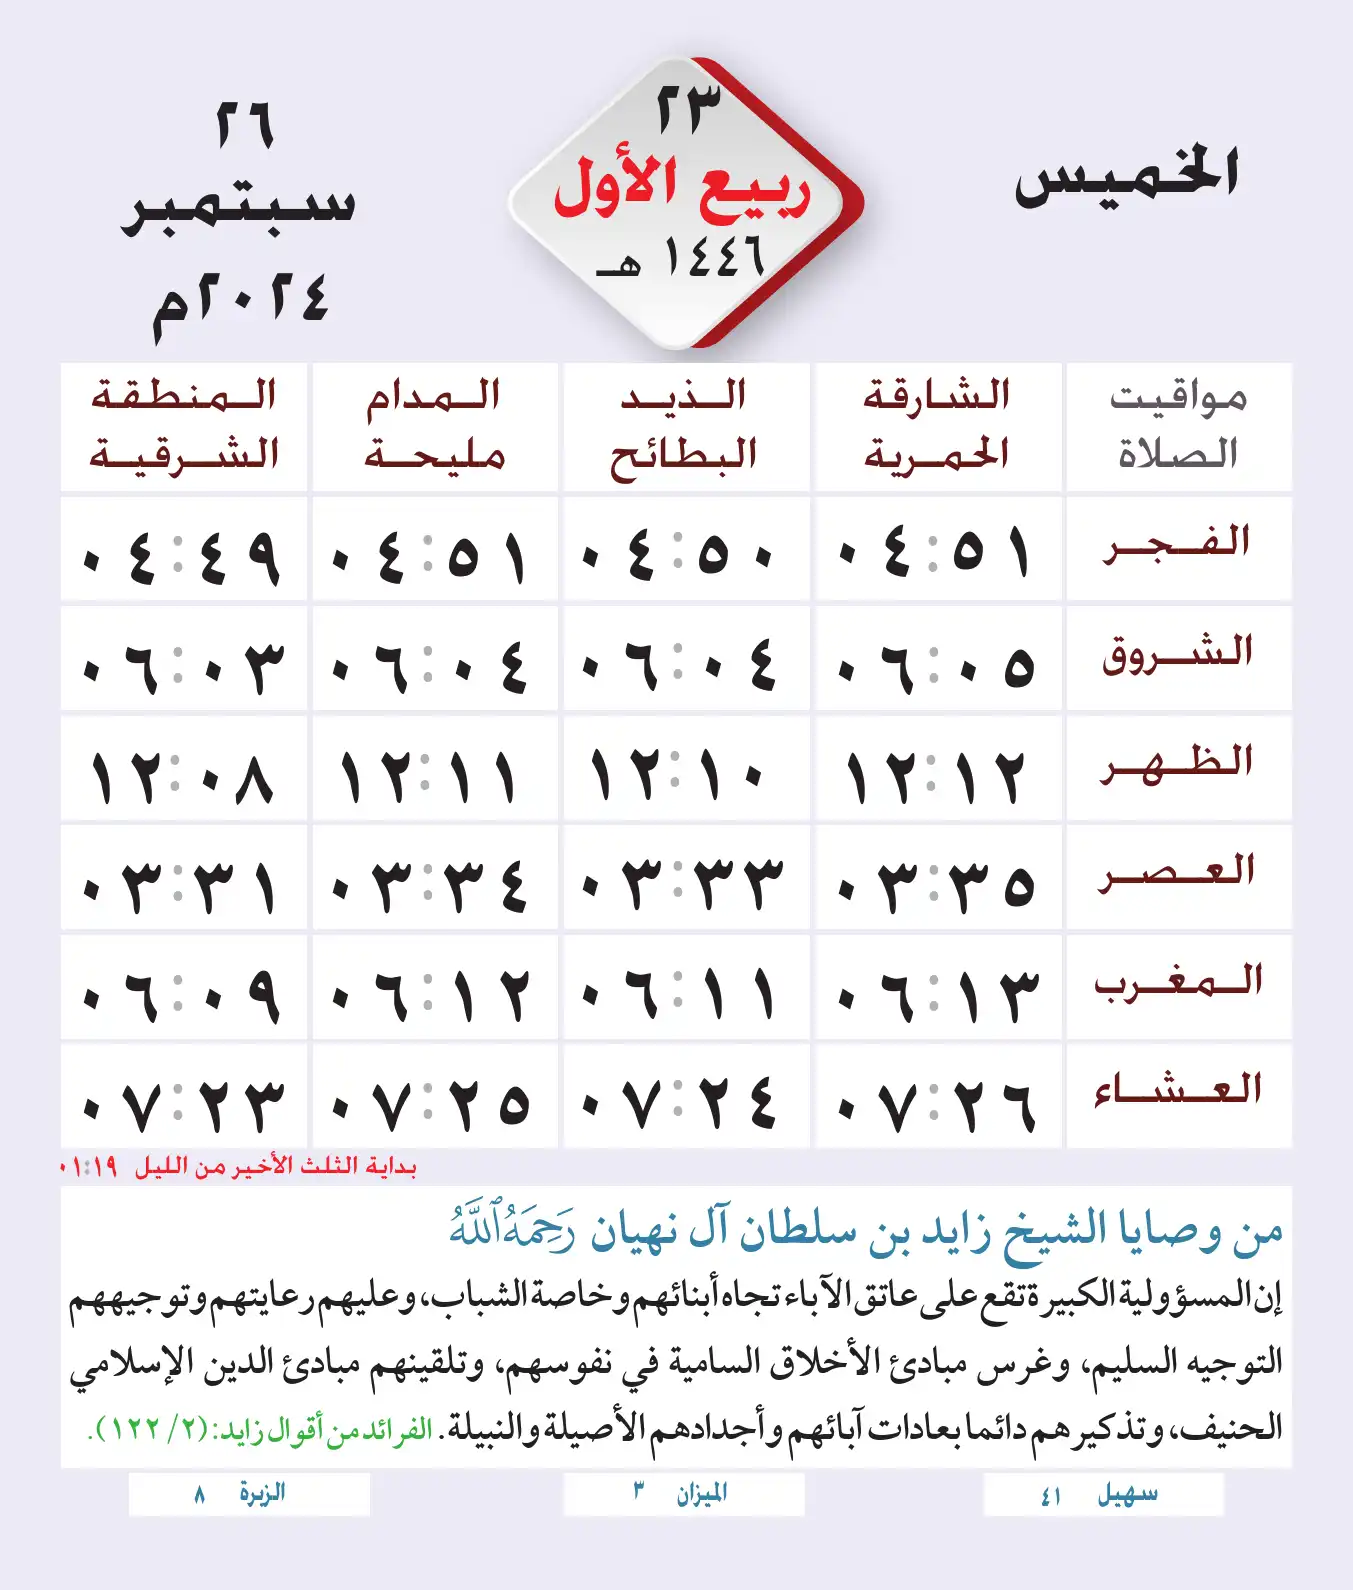 الخميس
٢٣
ربيع الأول
١٤٤٦ هـ
٢٦
سبتمبر
٢٠٢٤م
مواقيت الصلاة
الشارقة الحمرية
الذيد البطائح
المدام مليحة
المنطقة الشرقية
الفجر ٠٤:٥١ ٠٤:٥٠ ٠٤:٥١ ٠٤:٤٩
الشروق ٠٦:٠٥ ٠٦:٠٤ ٠٦:٠٤ ٠٦:٠٣
الظهر ١٢:١٢ ١٢:١٠ ١٢:١١ ١٢:٠٨
العصر ٠٣:٣٥ ٠٣:٣٣ ٠٣:٣٤ ٠٣:٣١
المغرب ٠٦:١٣ ٠٦:١١ ٠٦:١٢ ٠٦:٠٩
العشاء ٠٧:٢٦ ٠٧:٢٤ ٠٧:٢٥ ٠٧:٢٣
بداية الثلث الأخير من الليل ٠١:١٩
من وصايا الشيخ زايد بن سلطان آل نهيان رَحِمَهُ ٱللَّهُ
إن المسؤولية الكبيرة تقع على عاتق الآباء تجاه أبنائهم وخاصة الشباب، وعليهم رعايتهم وتوجيههم
التوجيه السليم، وغرس مبادئ الأخلاق السامية في نفوسهم، وتلقينهم مبادئ الدين الإسلامي
الحنيف، وتذكيرهم دائما بعادات آبائهم وأجدادهم الأصيلة والنبيلة. الفرائد من أقوال زايد: (٢/ ١٢٢).
سهيل ٤١
الميزان ٣
الزبرة ٨